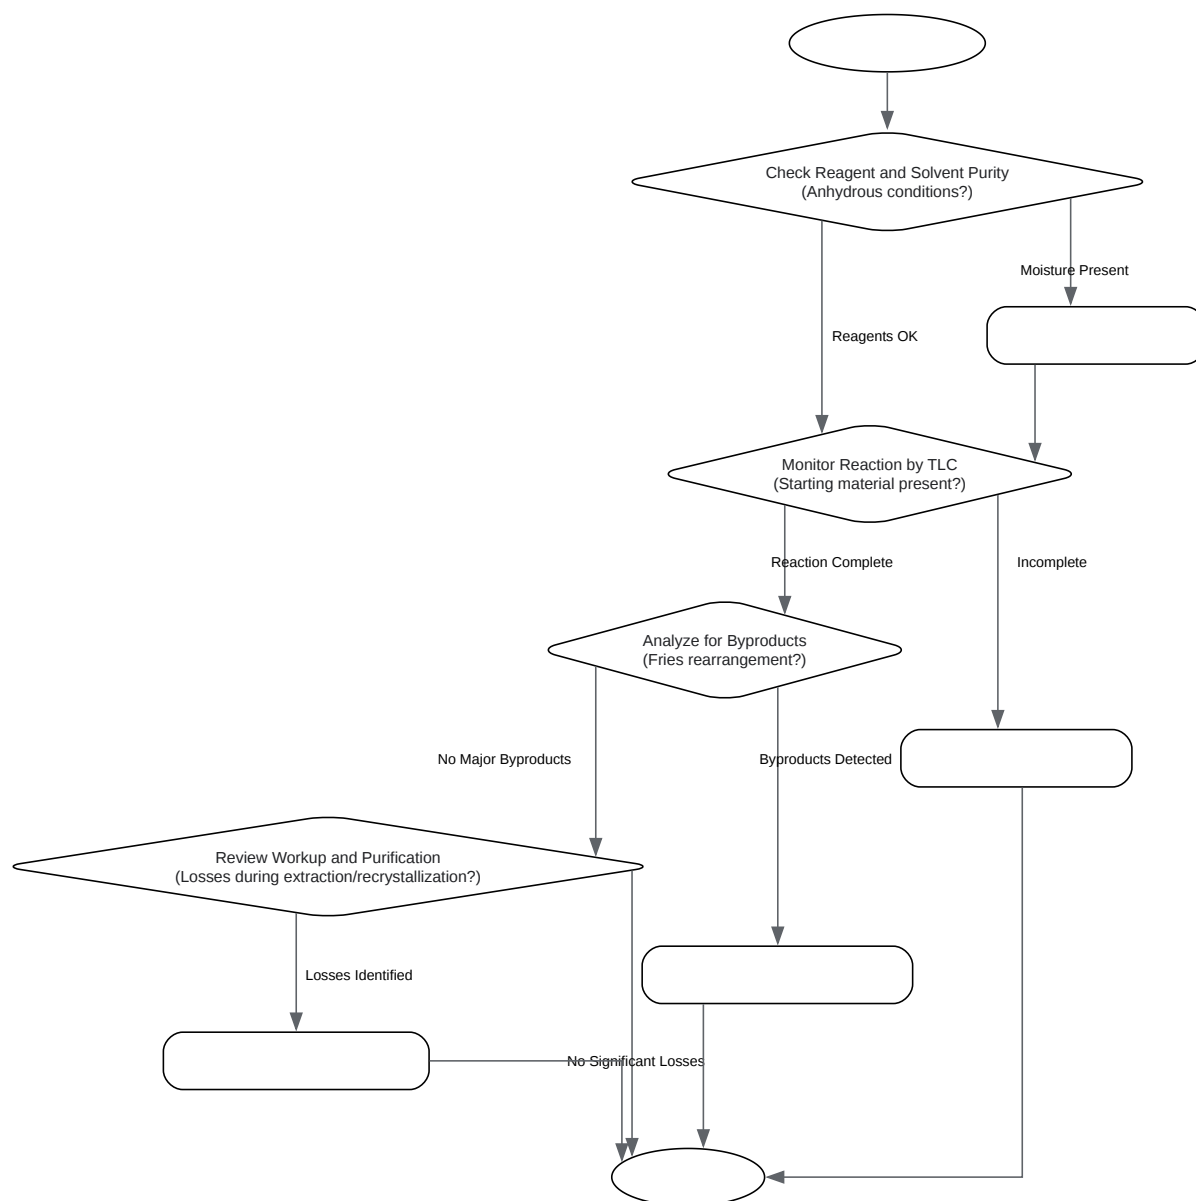 Check Reagent and Solvent Purity
(Anhydrous conditions?)
Moisture Present
Reagents OK
Monitor Reaction by TLC
(Starting material present?)
Reaction Complete
Incomplete
Analyze for Byproducts
(Fries rearrangement?)
No Major Byproducts
Byproducts Detected
Review Workup and Purification
(Losses during extraction/recrystallization?)
Losses Identified
No Significant Losses